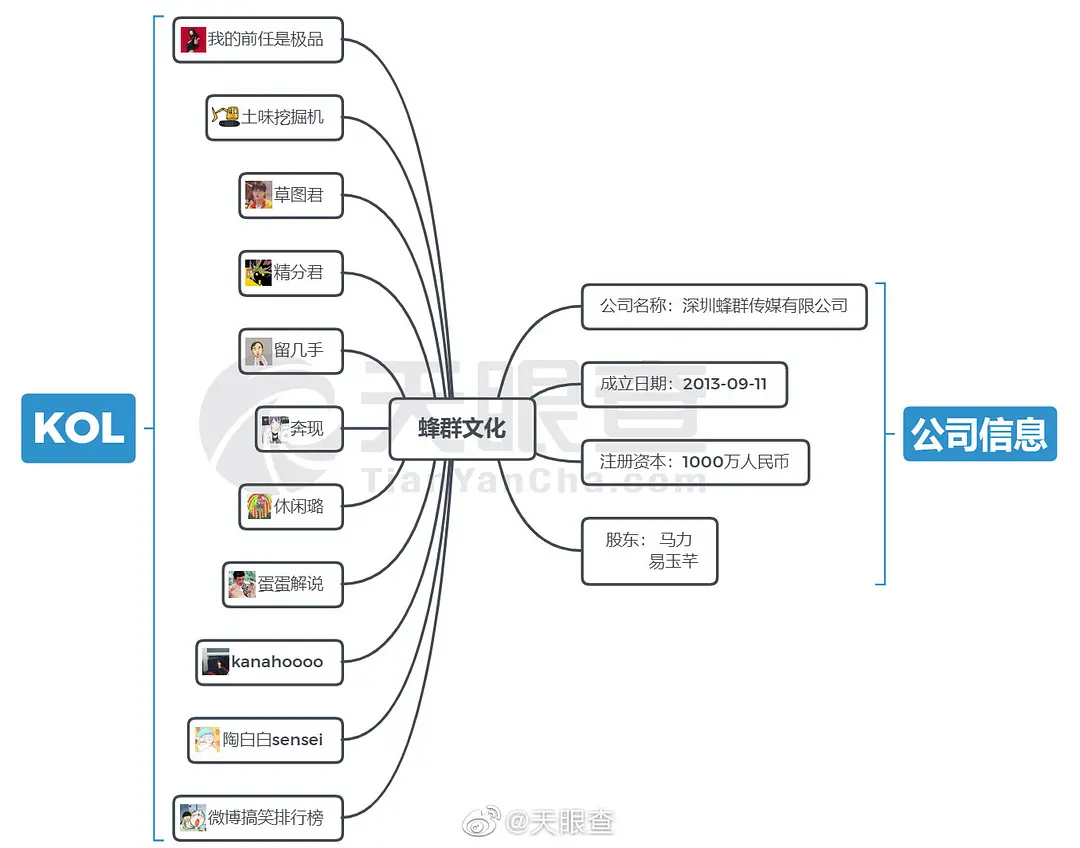 KOL
我的前任是极品
土味挖掘机
草图君
精分君
留几手
奔现
休闲璐
蛋蛋解说
kanahoooo
陶白白sensei
微博搞笑排行榜
蜂群文化
公司名称：深圳蜂群传媒有限公司
成立日期：2013-09-11
注册资本：1000万人民币
股东： 马力
易玉芊
公司信息
天眼查
TianYanCha.com
@天眼查